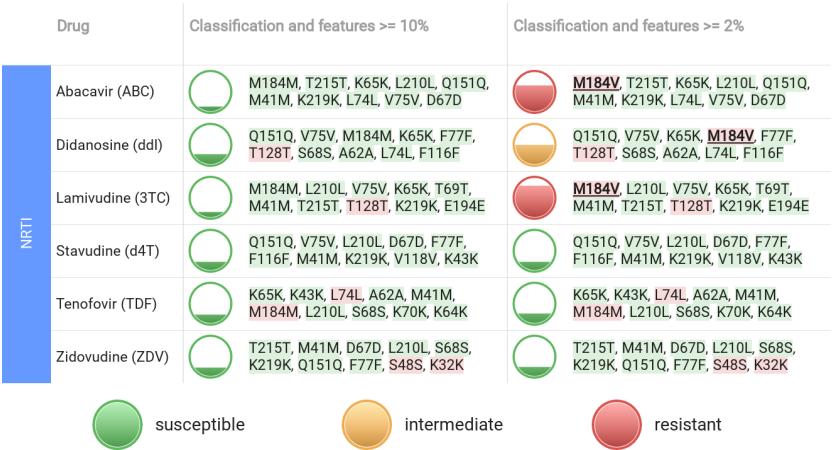 Drug
Classification and features >= 10%
Classification and features >= 2%
NRTI
Abacavir (ABC)
M184M, T215T, K65K, L210L, Q151Q,
M41M, K219K, L74L, V75V, D67D
M184V, T215T, K65K, L210L, Q151Q,
M41M, K219K, L74L, V75V, D67D
Didanosine (ddI)
Q151Q, V75V, M184M, K65K, F77F,
T128T, S68S, A62A, L74L, F116F
Q151Q, V75V, K65K, M184V, F77F,
T128T, S68S, A62A, L74L, F116F
Lamivudine (3TC)
M184M, L210L, V75V, K65K, T69T,
M41M, T215T, T128T, K219K, E194E
M184V, L210L, V75V, K65K, T69T,
M41M, T215T, T128T, K219K, E194E
Stavudine (d4T)
Q151Q, V75V, L210L, D67D, F77F,
F116F, M41M, K219K, V118V, K43K
Q151Q, V75V, L210L, D67D, F77F,
F116F, M41M, K219K, V118V, K43K
Tenofovir (TDF)
K65K, K43K, L74L, A62A, M41M,
M184M, L210L, S68S, K70K, K64K
K65K, K43K, L74L, A62A, M41M,
M184M, L210L, S68S, K70K, K64K
Zidovudine (ZDV)
T215T, M41M, D67D, L210L, S68S,
K219K, Q151Q, F77F, S48S, K32K
T215T, M41M, D67D, L210L, S68S,
K219K, Q151Q, F77F, S48S, K32K
susceptible
intermediate
resistant